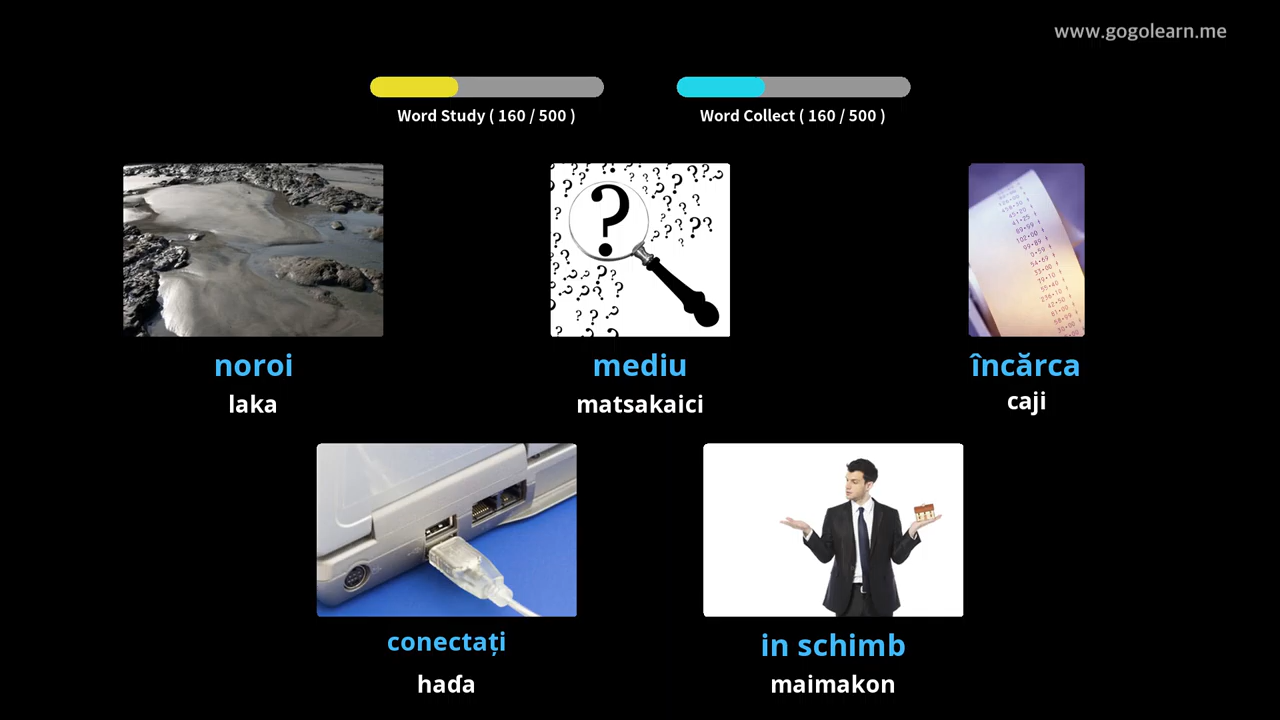 www.gogolearn.me
Word Study ( 160 / 500 )
Word Collect ( 160 / 500 )
noroi
laka
mediu
matsakaici
încărca
caji
conectați
haɗa
in schimb
maimakon